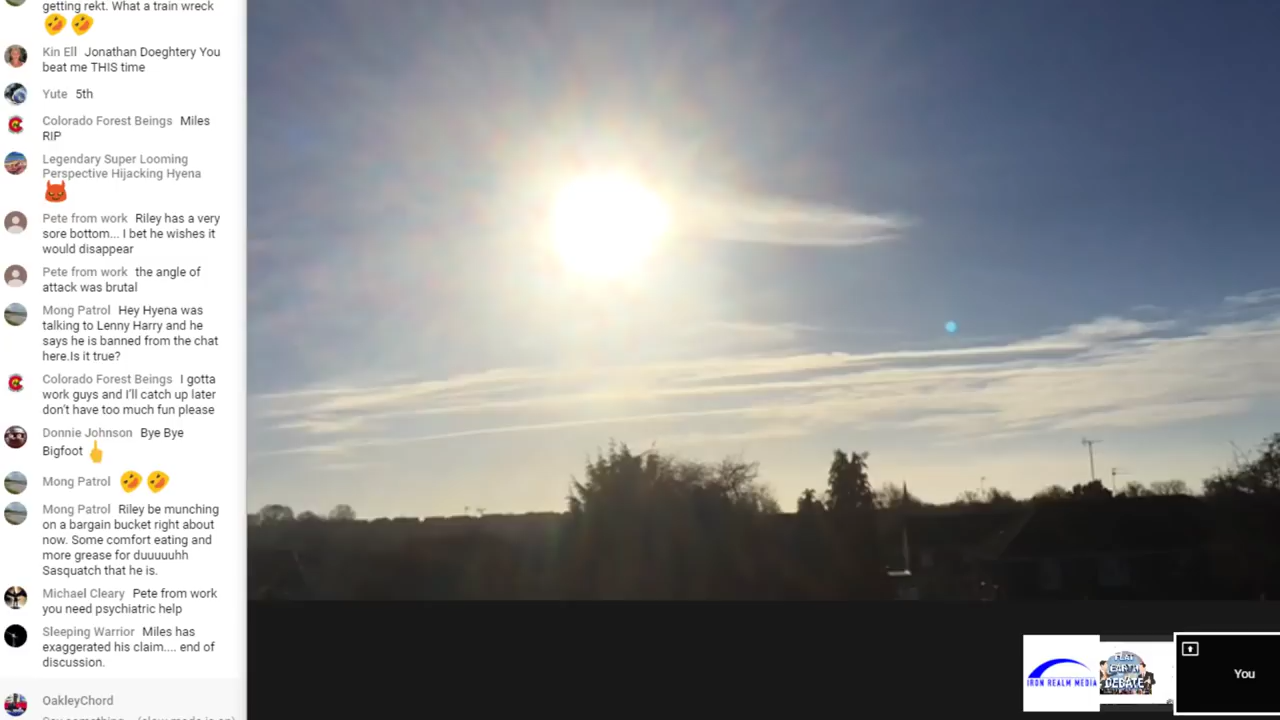 getting rekt. What a train wreck
Kin Ell Jonathan Doeghtery You
beat me THIS time
Yute 5th
Colorado Forest Beings Miles
RIP
Legendary Super Looming
Perspective Hijacking Hyena
Pete from work Riley has a very
sore bottom... I bet he wishes it
would disappear
Pete from work the angle of
attack was brutal
Mong Patrol Hey Hyena was
talking to Lenny Harry and he
says he is banned from the chat
here.Is it true?
Colorado Forest Beings I gotta
work guys and I'll catch up later
don't have too much fun please
Donnie Johnson Bye Bye
Bigfoot
Mong Patrol
Mong Patrol Riley be munching
on a bargain bucket right about
now. Some comfort eating and
more grease for duuuuuhh
Sasquatch that he is.
Michael Cleary Pete from work
you need psychiatric help
Sleeping Warrior Miles has
exaggerated his claim.... end of
discussion.
OakleyChord
Say something... (slow mode is on)
IRON REALM MEDIA
FLAT
EARTH
DEBATE
You